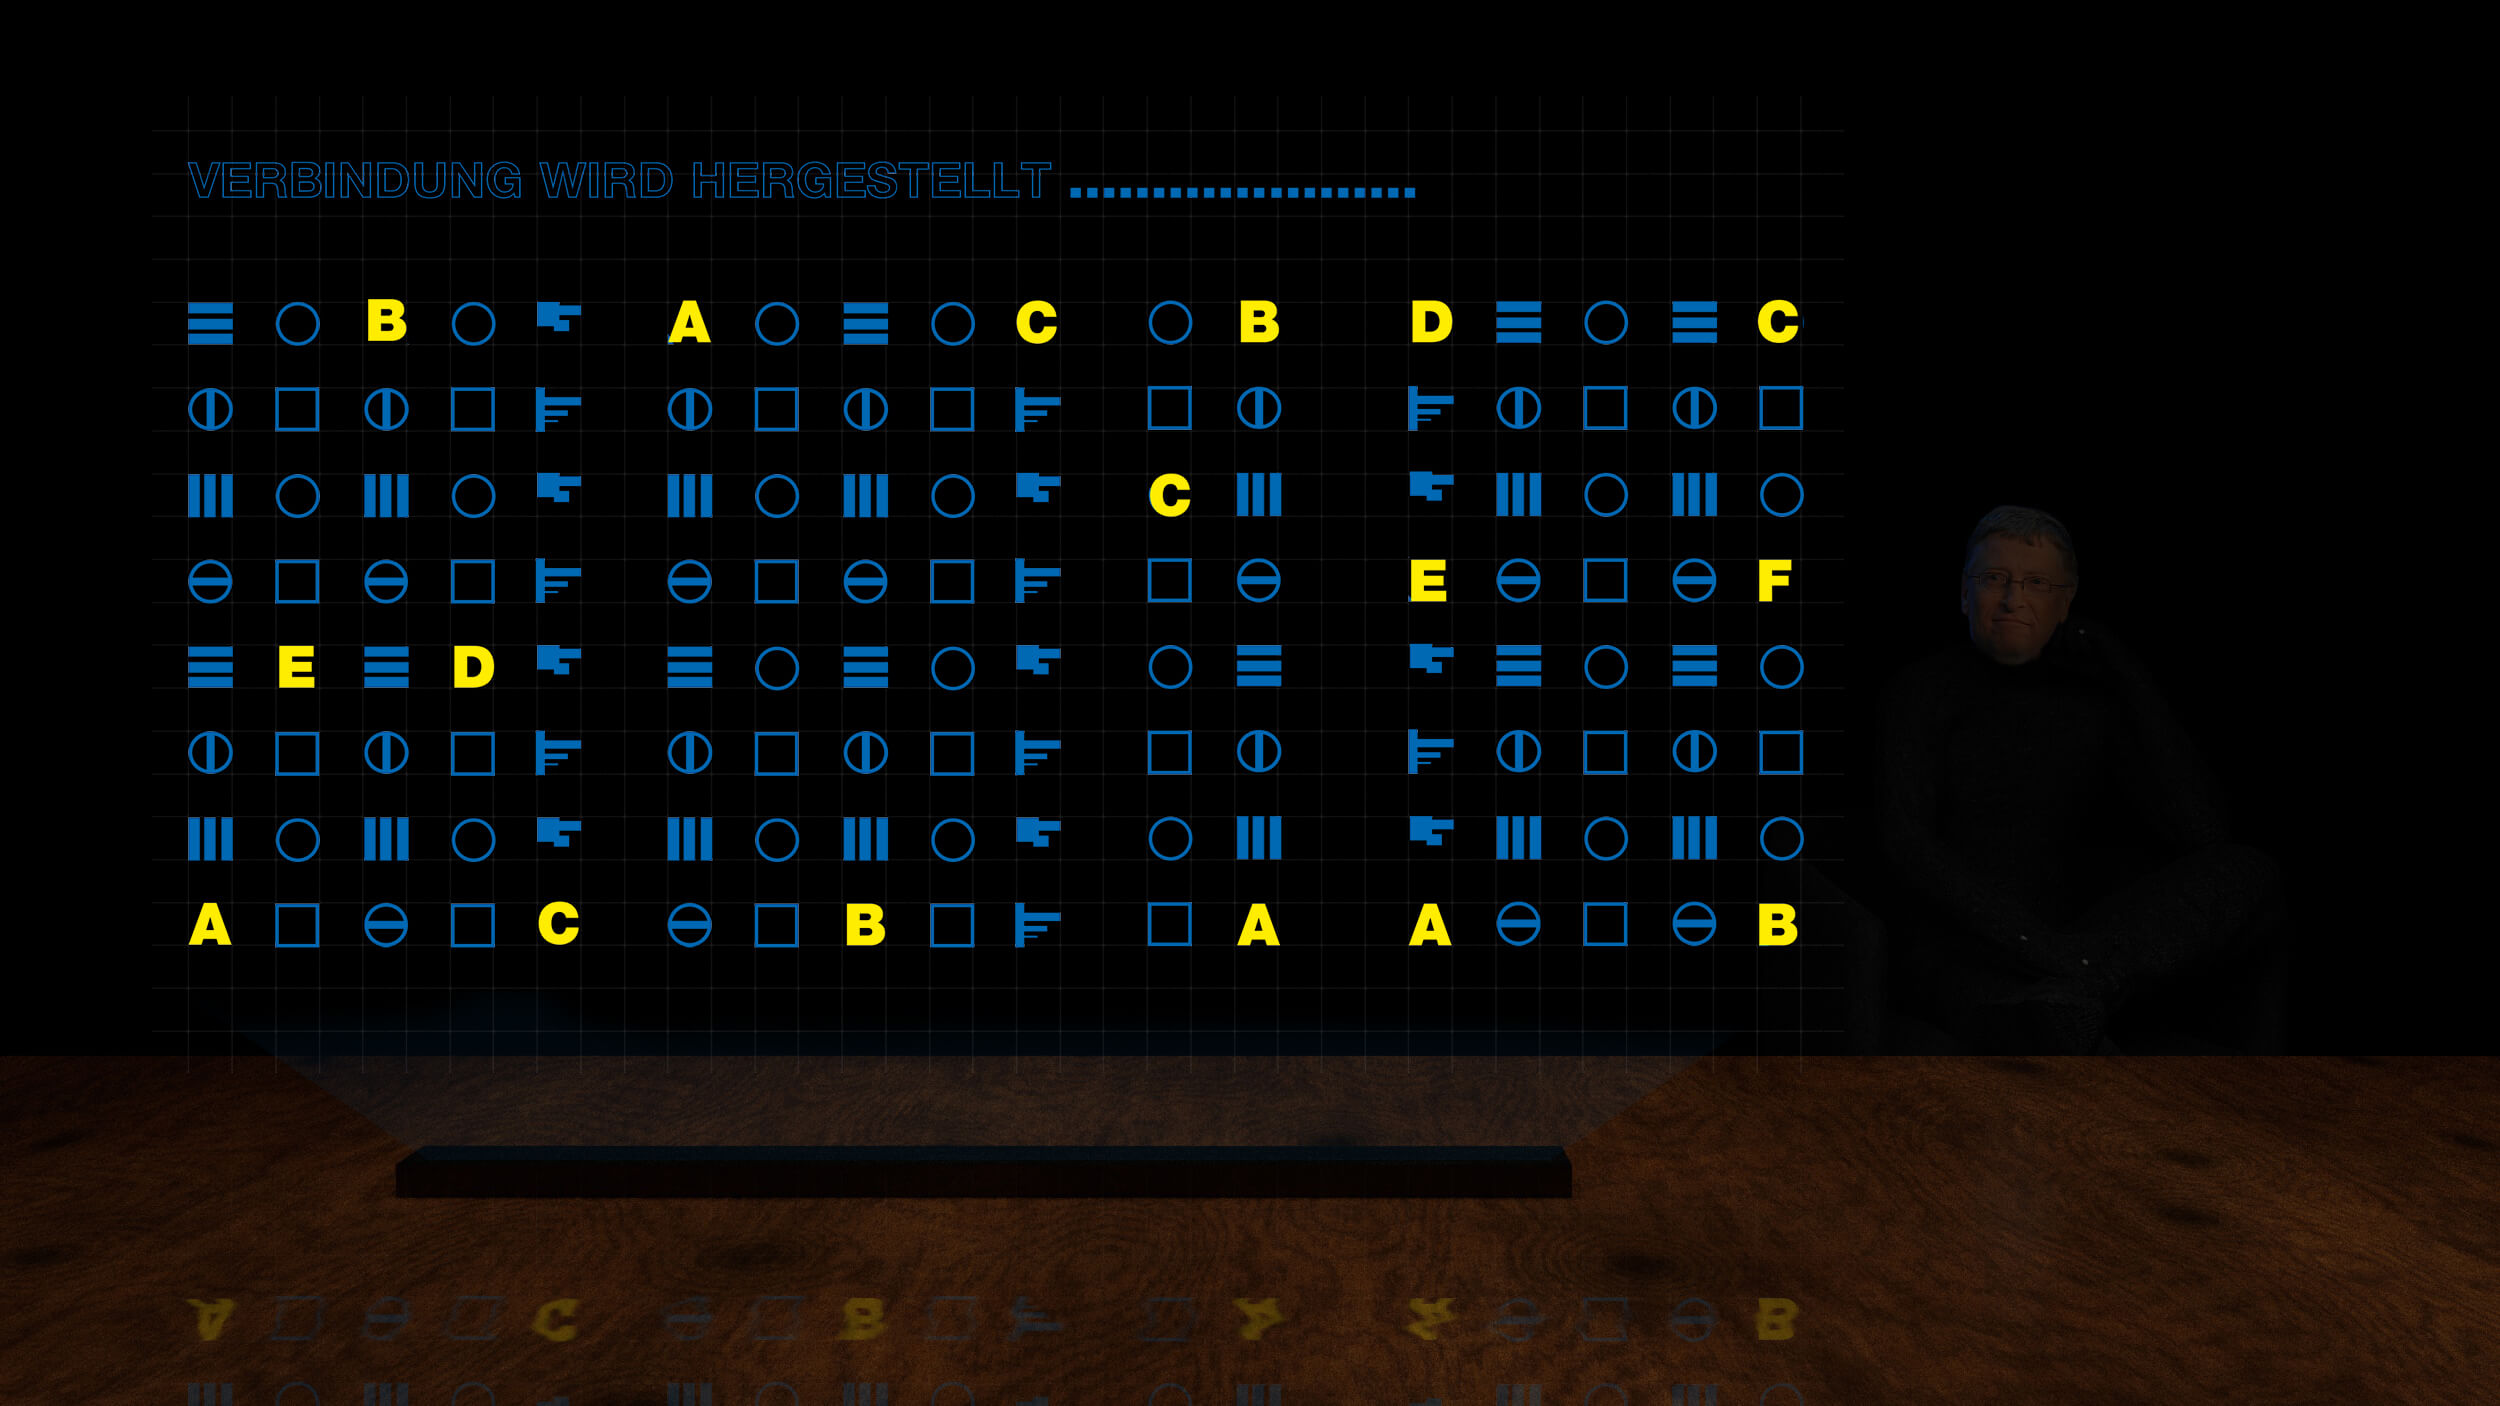 VERBINDUNG WIRD HERGESTELLT .....................
B A C B D C
C
E F
E D
A C B A A B